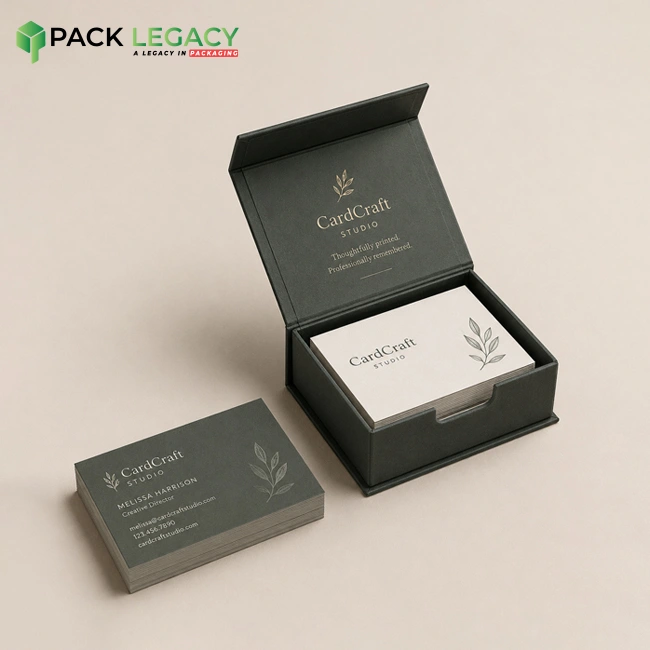 PACK LEGACY
A LEGACY IN PACKAGING
CardCraft
STUDIO
Thoughtfully printed.
Professionally remembered.
CardCraft
STUDIO
CardCraft
STUDIO
MELISSA HARRISON
Creative Director
melissa@cardcraftstudio.com
123.456.7890
cardcraftstudio.com